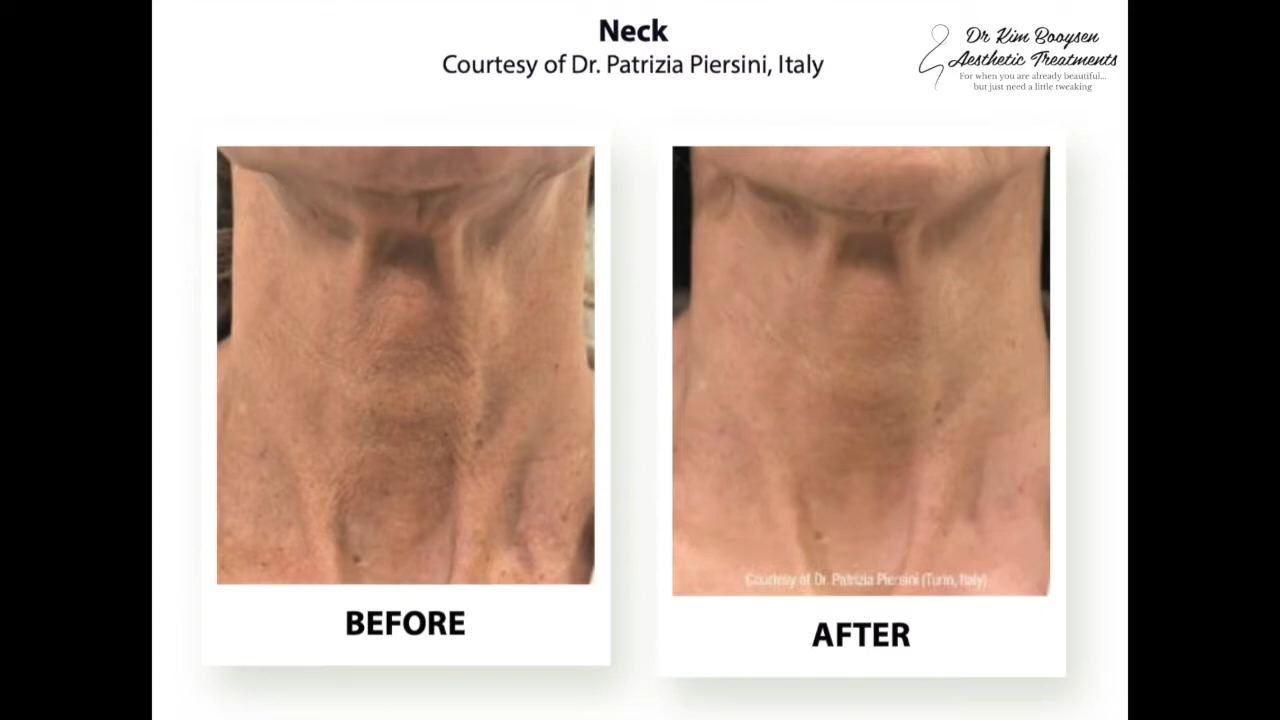 Neck
Courtesy of Dr. Patrizia Piersini, Italy
Dr Kim Booysen
Aesthetic Treatments
For when you are already beautiful...
but just need a little tweaking
Courtesy of Dr. Patrizia Piersini (Turin, Italy)
BEFORE
AFTER